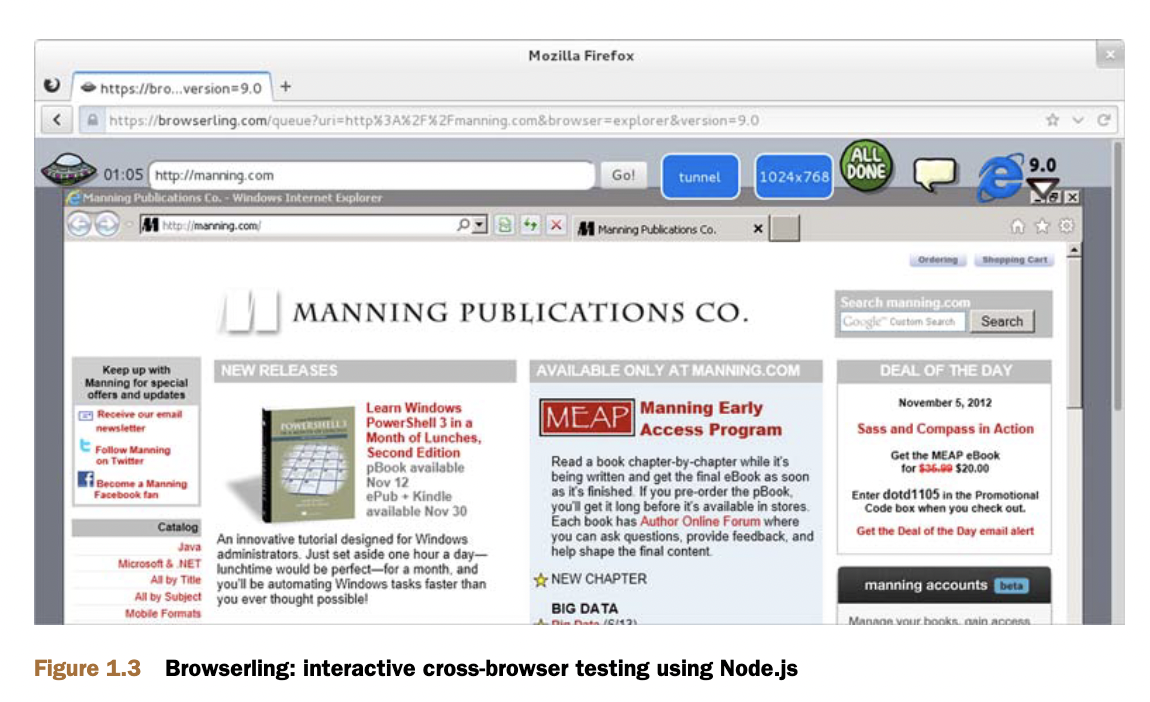 Mozilla Firefox
https://bro...version=9.0
https://browserling.com/queue?uri=http%3A%2F%2Fmanning.com&browser=explorer&version=9.0
01:05
http://manning.com
Go!
tunnel
1024x768
ALL
DONE
9.0
Manning Publications Co. - Windows Internet Explorer
http://manning.com/
Manning Publications Co.
Ordering
Shopping Cart
MANNING PUBLICATIONS CO.
Search manning.com
Google™ Custom Search
Search
Keep up with
Manning for special
offers and updates
Receive our email
newsletter
Follow Manning
on Twitter
Become a Manning
Facebook fan
Catalog
Java
Microsoft & .NET
All by Title
All by Subject
Mobile Formats
NEW RELEASES
POWERSHELL3
Learn Windows
PowerShell 3 in a
Month of Lunches,
Second Edition
pBook available
Nov 12
ePub + Kindle
available Nov 30
An innovative tutorial designed for Windows
administrators. Just set aside one hour a day—
lunchtime would be perfect—for a month, and
you'll be automating Windows tasks faster than
you ever thought possible!
AVAILABLE ONLY AT MANNING.COM
MEAP
Manning Early
Access Program
Read a book chapter-by-chapter while it's
being written and get the final eBook as soon
as it's finished. If you pre-order the pBook,
you'll get it long before it's available in stores.
Each book has Author Online Forum where
you can ask questions, provide feedback, and
help shape the final content.
NEW CHAPTER
BIG DATA
Big Data (6/13)
DEAL OF THE DAY
November 5, 2012
Sass and Compass in Action
Get the MEAP eBook
for $35.99 $20.00
Enter dotd1105 in the Promotional
Code box when you check out.
Get the Deal of the Day email alert
manning accounts beta
Manage your books, gain access
Figure 1.3 Browserling: interactive cross-browser testing using Node.js